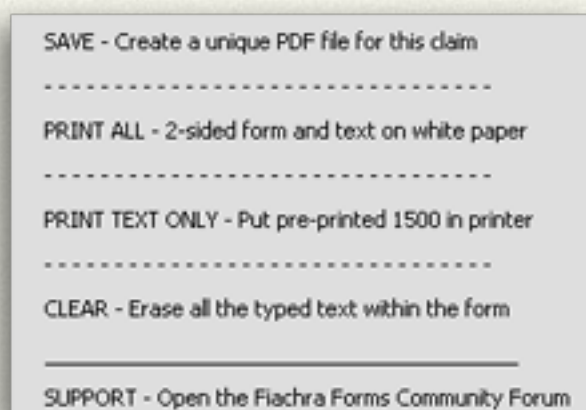 SAVE - Create a unique PDF file for this claim
- - - - - - - - - - - - - - - - - - - - - - - - - - - - - - - -
PRINT ALL - 2-sided form and text on white paper
- - - - - - - - - - - - - - - - - - - - - - - - - - - - - - - -
PRINT TEXT ONLY - Put pre-printed 1500 in printer
- - - - - - - - - - - - - - - - - - - - - - - - - - - - - - - -
CLEAR - Erase all the typed text within the form
SUPPORT - Open the Fiachra Forms Community Forum